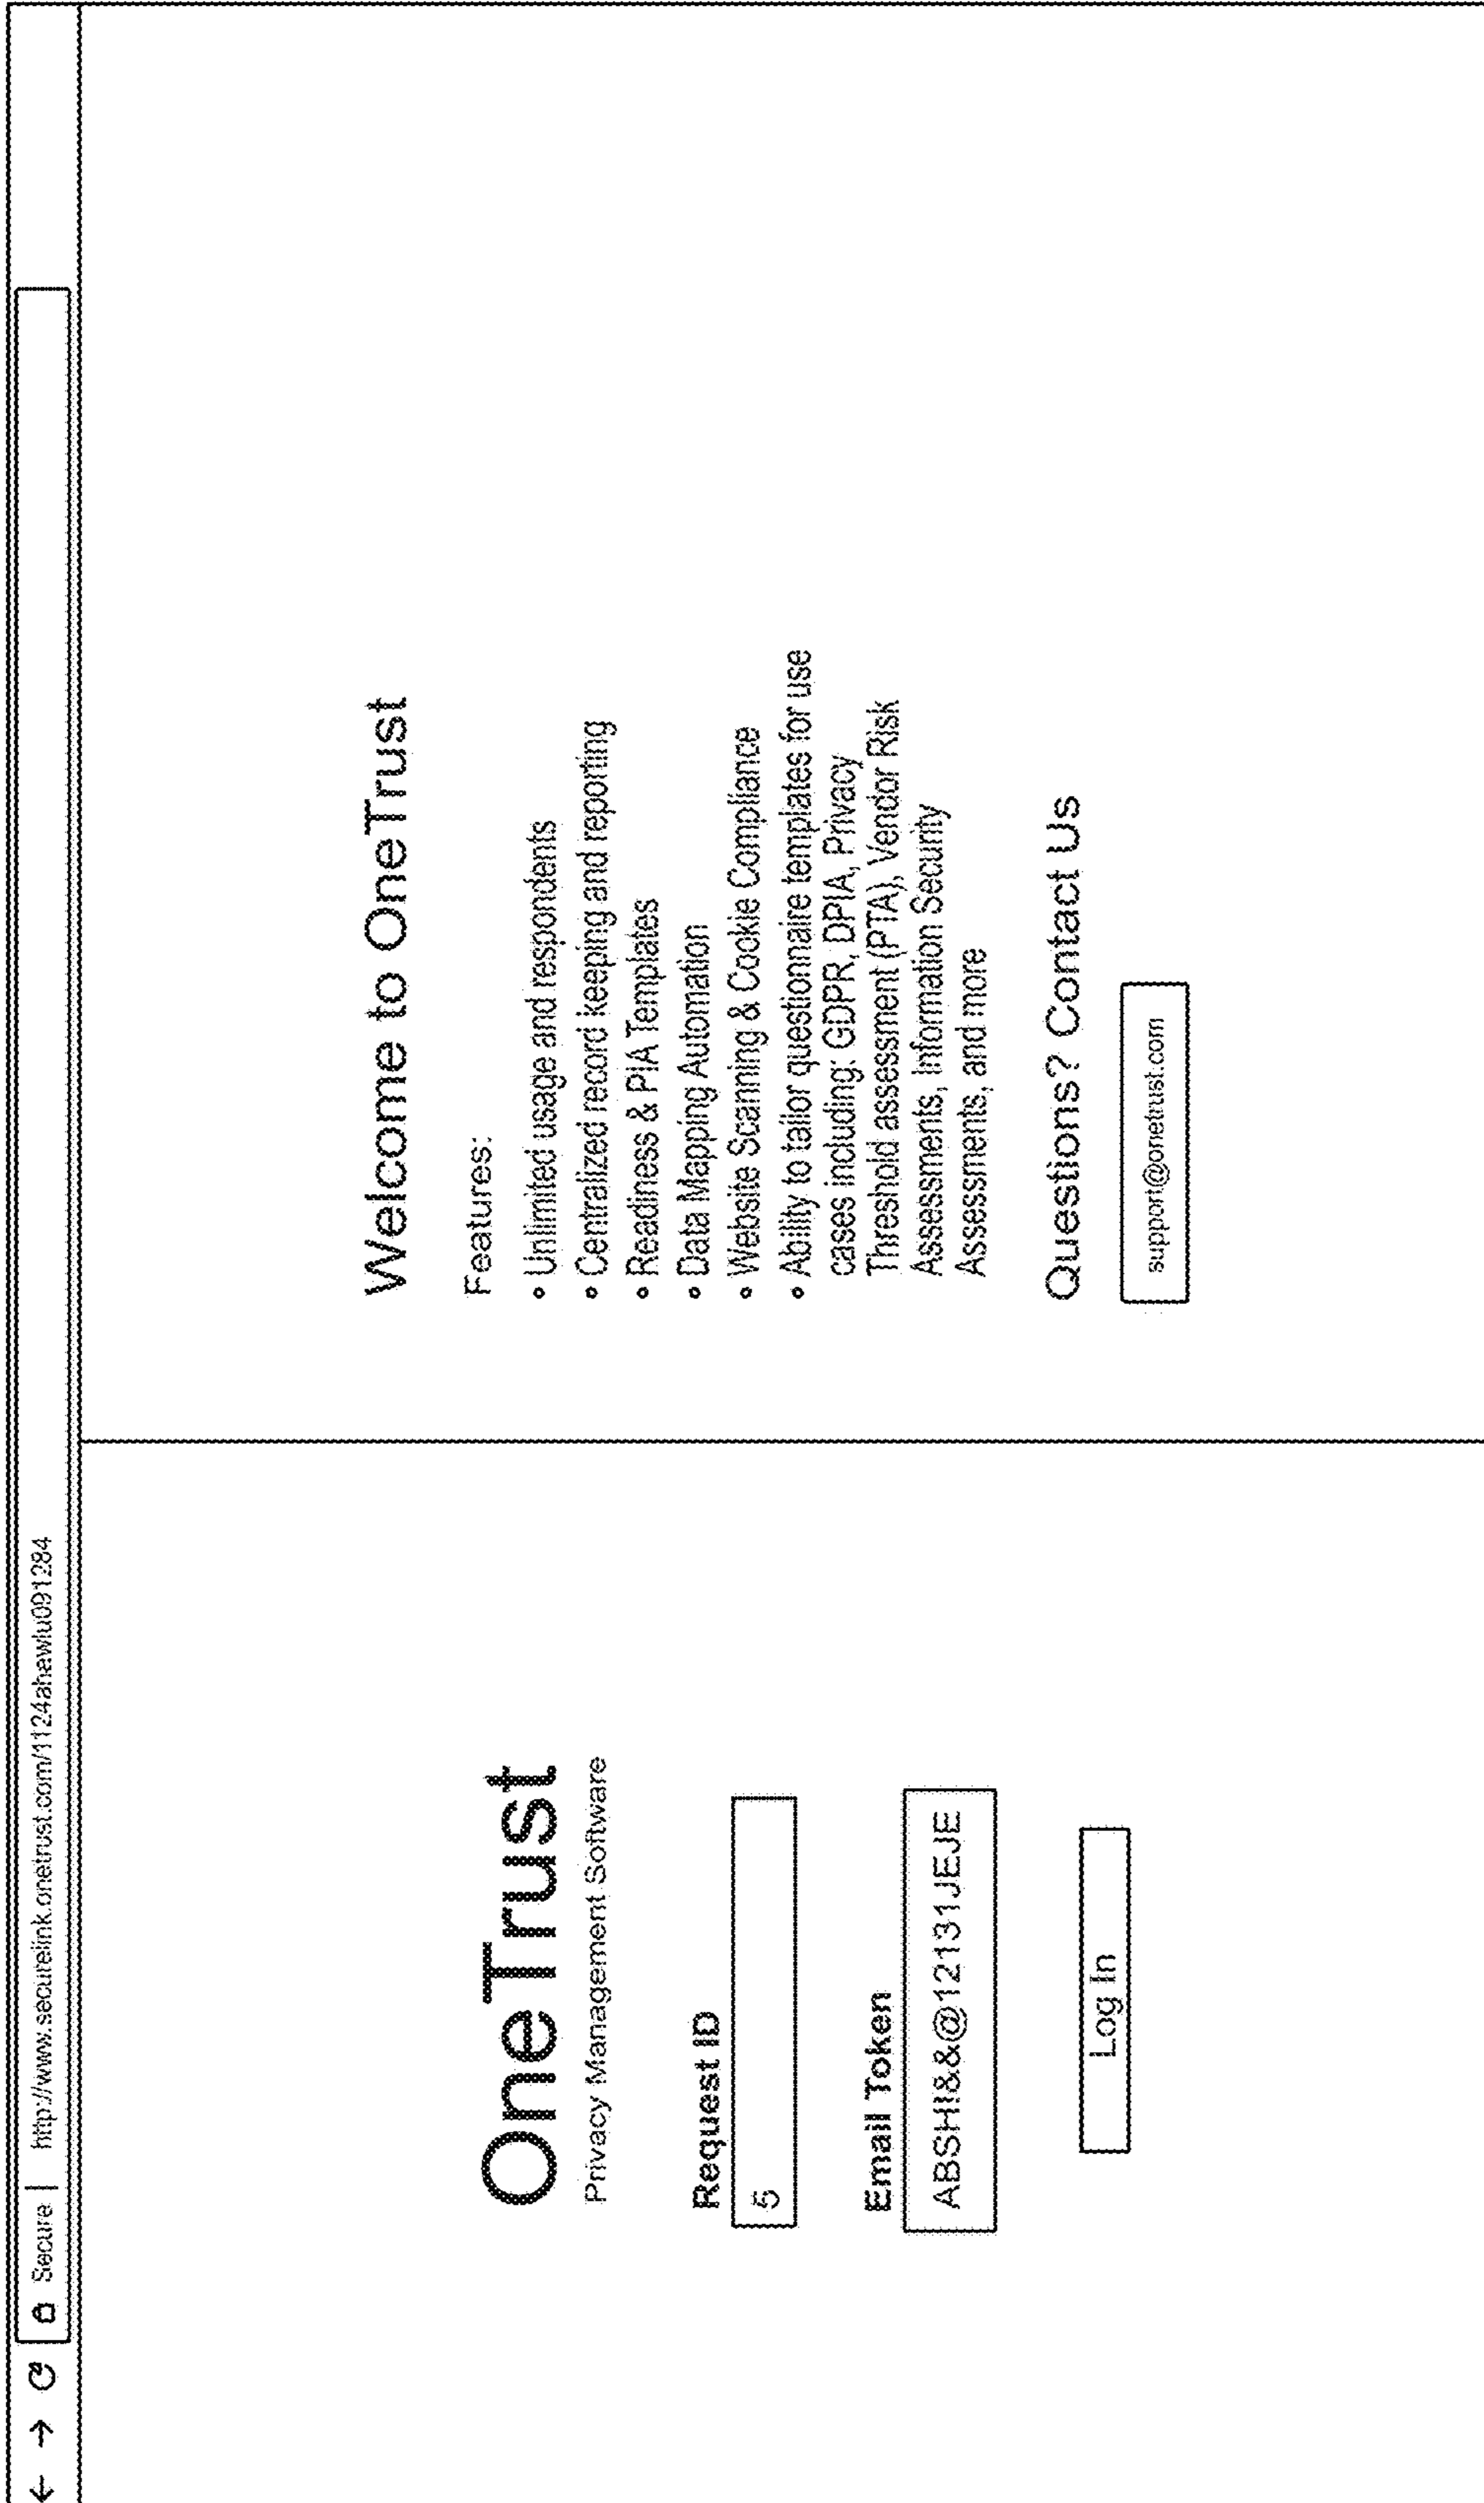 Secure | http://www.securelink.onetrust.com/1124ahawlu091284
OneTrust
Privacy Management Software
Request ID
5
Email Token
ABSHI&&@12131JEJE
Log In
Welcome to OneTrust
Features:
• Unlimited usage and respondents
• Centralized record keeping and reporting
• Readiness & PIA Templates
• Data Mapping Automation
• Website Scanning & Cookie Compliance
• Ability to tailor questionnaire templates for use
cases including: GDPR, DPIA, Privacy
Threshold assessment (PTA), Vendor Risk
Assessments, Information Security
Assessments, and more
Questions? Contact Us
support@onetrust.com